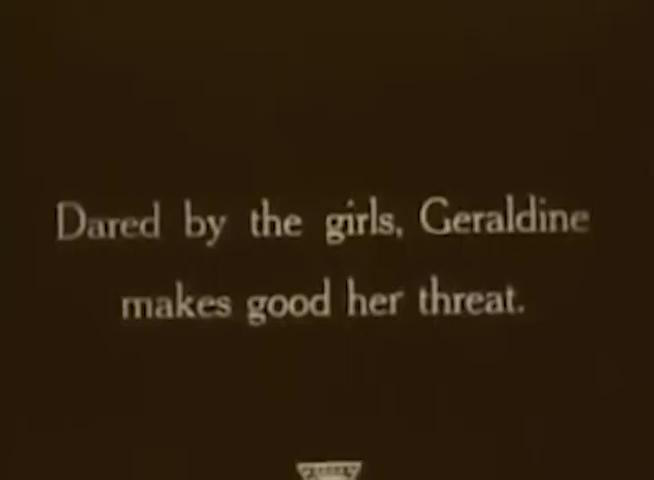 Dared by the girls, Geraldine
makes good her threat.